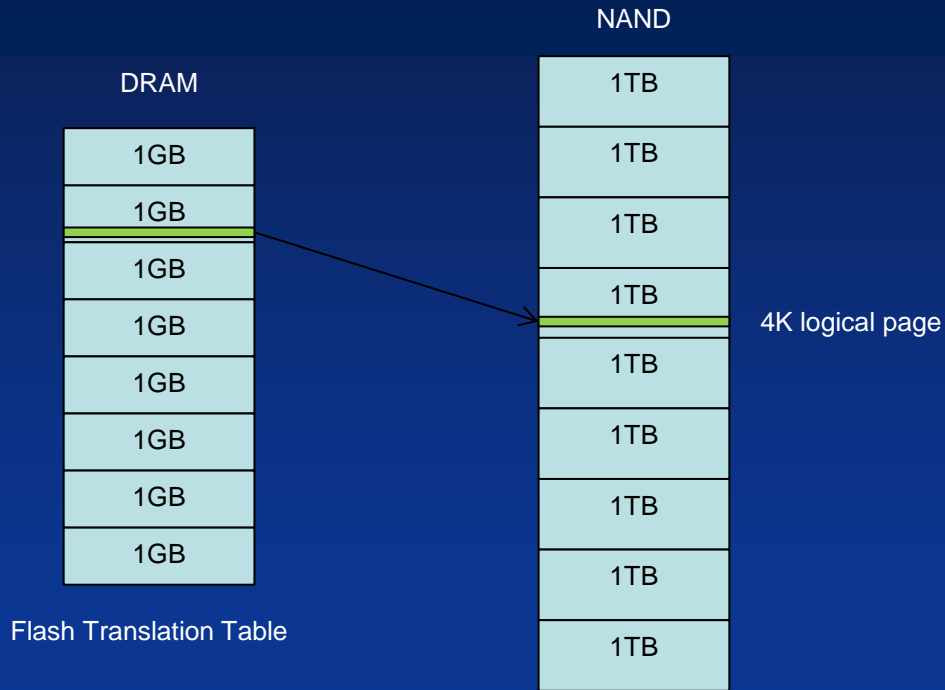 DRAM
1GB
1GB
1GB
1GB
1GB
1GB
1GB
1GB
Flash Translation Table
NAND
1TB
1TB
1TB
1TB
1TB
1TB
1TB
1TB
1TB
4K logical page